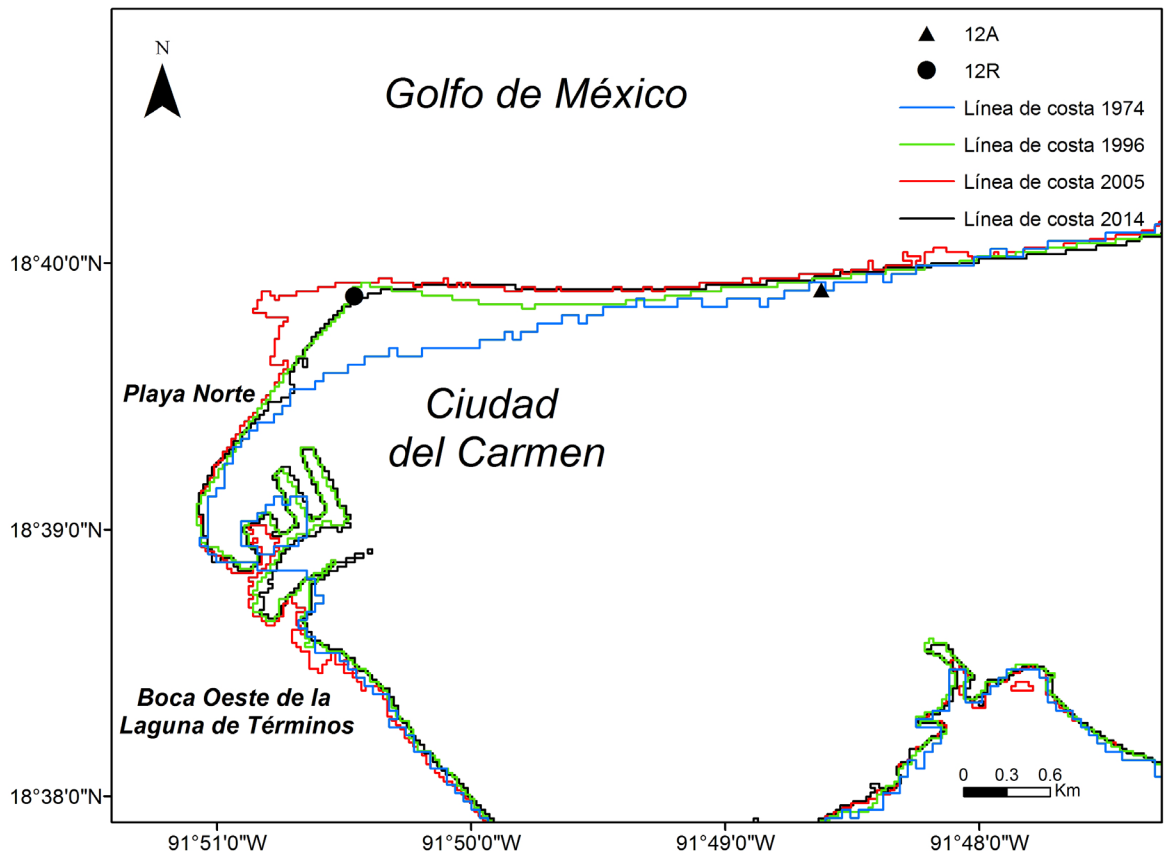 N
Golfo de México
12A
12R
Línea de costa 1974
Línea de costa 1996
Línea de costa 2005
Línea de costa 2014
18°40'0"N
Playa Norte
Ciudad
del Carmen
18°39'0"N
Boca Oeste de la
Laguna de Términos
0 0.3 0.6
Km
18°38'0"N
91°51'0"W 91°50'0"W 91°49'0"W 91°48'0"W